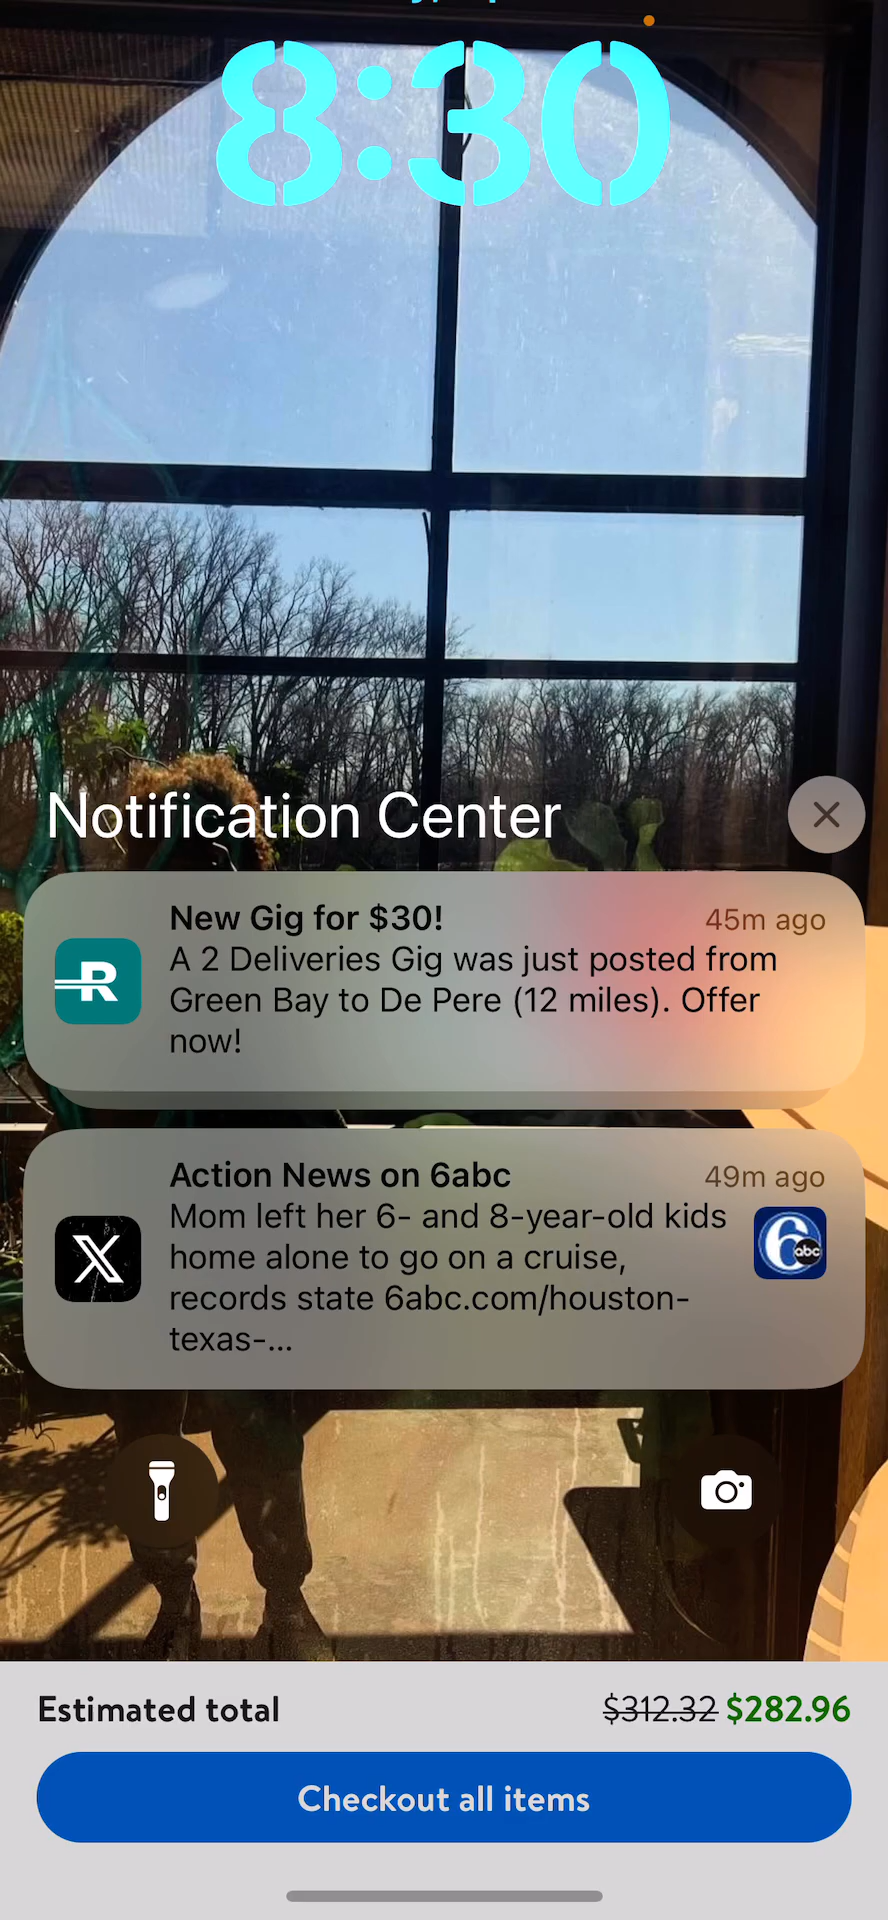 8:30
Notification Center
New Gig for $30!
45m ago
A 2 Deliveries Gig was just posted from
Green Bay to De Pere (12 miles). Offer
now!
R
Action News on 6abc
49m ago
Mom left her 6- and 8-year-old kids
home alone to go on a cruise,
records state 6abc.com/houston-
texas-...
X
6abc
Estimated total
$312.32 $282.96
Checkout all items